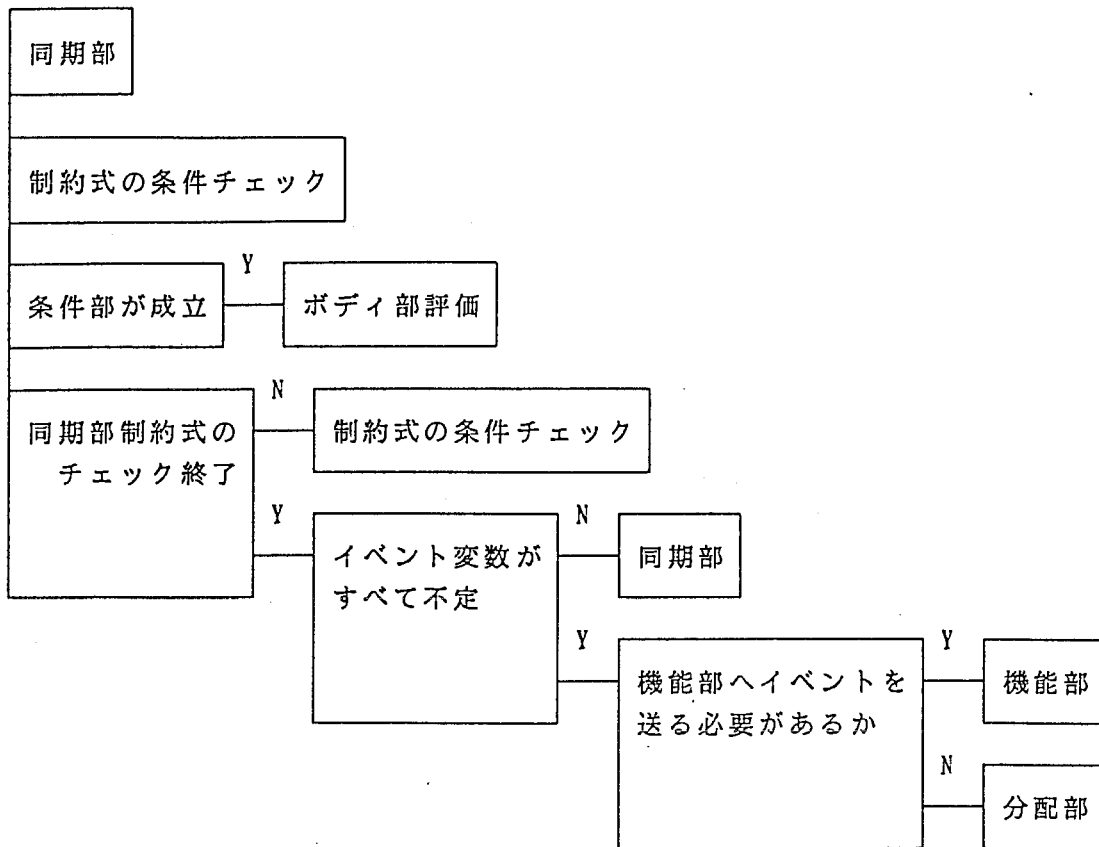 同期部
制約式の条件チェック
条件部が成立
Y
ボディ部評価
同期部制約式の
チェック終了
N
制約式の条件チェック
Y
イベント変数が
すべて不定
N
同期部
Y
機能部へイベントを
送る必要があるか
Y
機能部
N
分配部